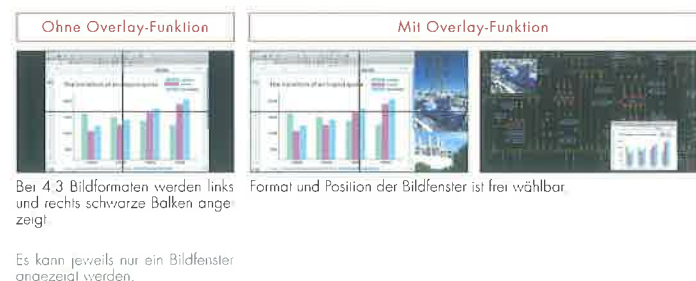 Ohne Overlay-Funktion
Mit Overlay-Funktion
Bei 4:3 Bildformaten werden links
und rechts schwarze Balken ange-
zeigt.
Format und Position der Bildfenster ist frei wählbar.
Es kann jeweils nur ein Bildfenster
angezeigt werden.